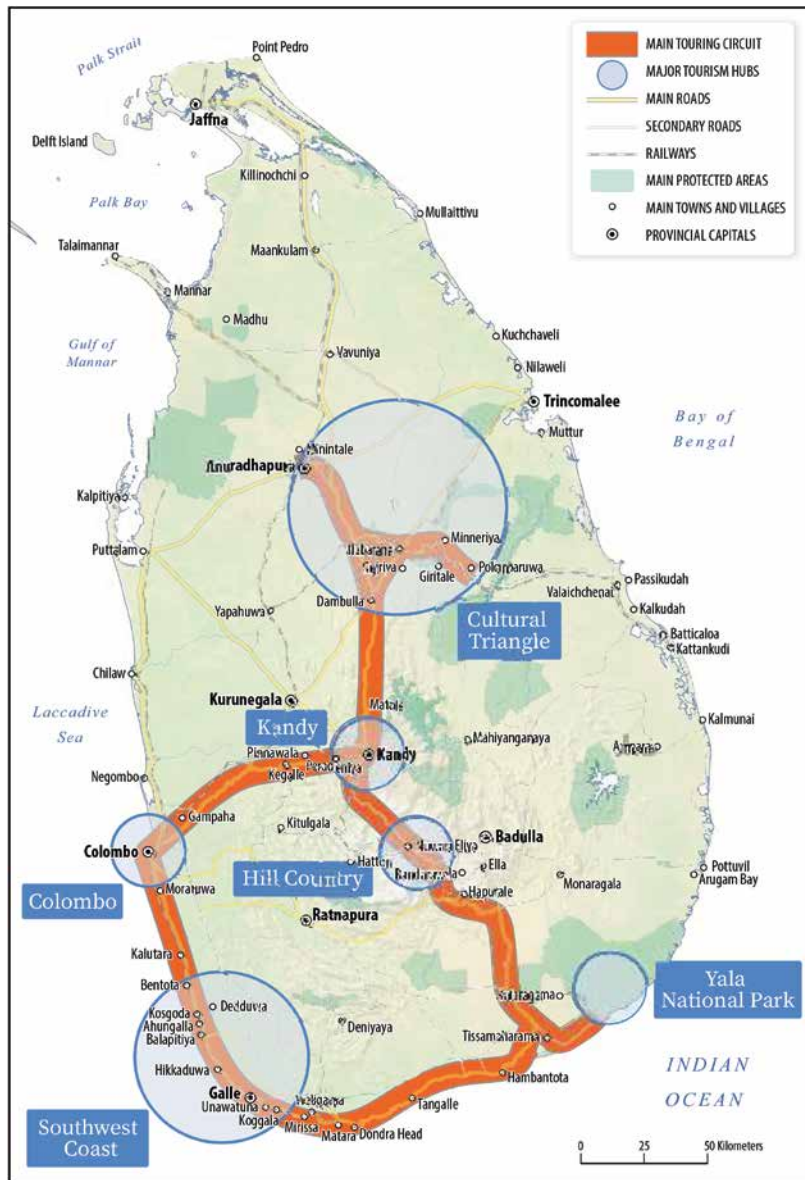 Palk Strait
Point Pedro
Jaffna
Delft Island
Killinochchi
Palk Bay
Mullaittivu
Talaimannar
Maankulam
Mannar
Madhu
Kuchchaveli
Gulf of
Mannar
Vavuniya
Nilaweli
Trincomalee
Muttur
Bay of
Bengal
MAIN TOURING CIRCUIT
MAJOR TOURISM HUBS
MAIN ROADS
SECONDARY ROADS
RAILWAYS
MAIN PROTECTED AREAS
MAIN TOWNS AND VILLAGES
PROVINCIAL CAPITALS
Anuradhapura
Kalpitiya
Puttalam
Minneriya
Giritale
Dambulla
Yapahuwa
Cultural
Triangle
Passikudah
Valaichchenai
Kalkudah
Batticaloa
Kattankudi
Chilaw
Kurunegala
Laccadive
Sea
Kandy
Kalmunai
Mahiyanganaya
Pinnawala
Kandy
Kegalle
Negombo
Gampaha
Kitulgala
Colombo
Badulla
Ella
Hatton
Hill Country
Colombo
Moratuwa
Monaragala
Pottuvil
Arugam Bay
Haputale
Ratnapura
Kalutara
Bentota
Yala
National Park
Dedduwa
Kosgoda
Ahungalla
Balapitiya
Deniyaya
Tissamaharama
Hikkaduwa
Hambantota
INDIAN
OCEAN
Galle
Unawatuna
Koggala
Tangalle
Mirissa
Matara
Dondra Head
Southwest
Coast
0 25 50 Kilometers